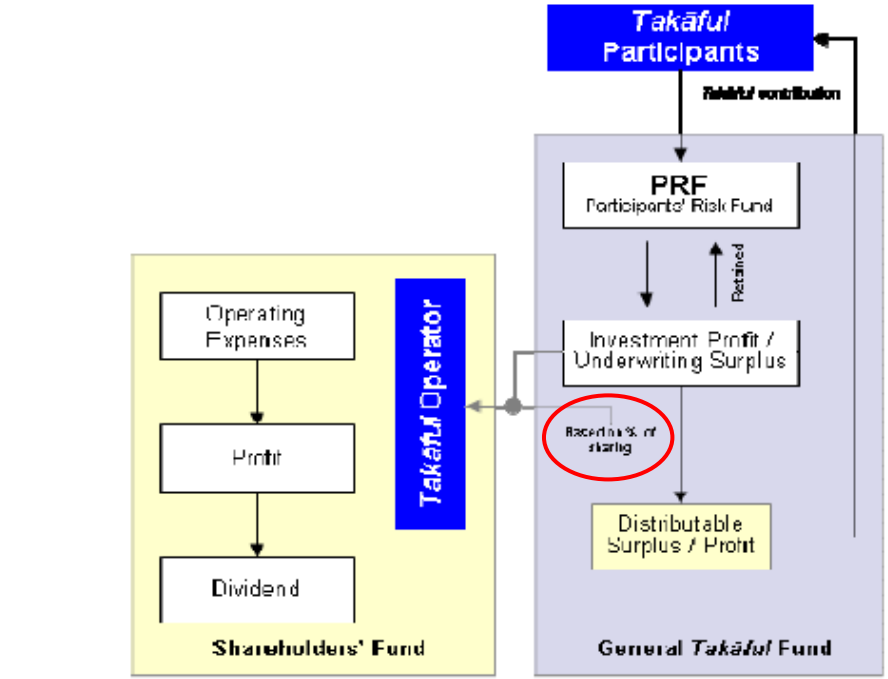 Takāful
Participants
Takāful contribution
PRF
Participants' Risk Fund
Retained
Investment Profit /
Underwriting Surplus
Based on % of
sharing
Distributable
Surplus / Profit
General Takāful Fund
Takaful Operator
Operating
Expenses
Profit
Dividend
Shareholders' Fund